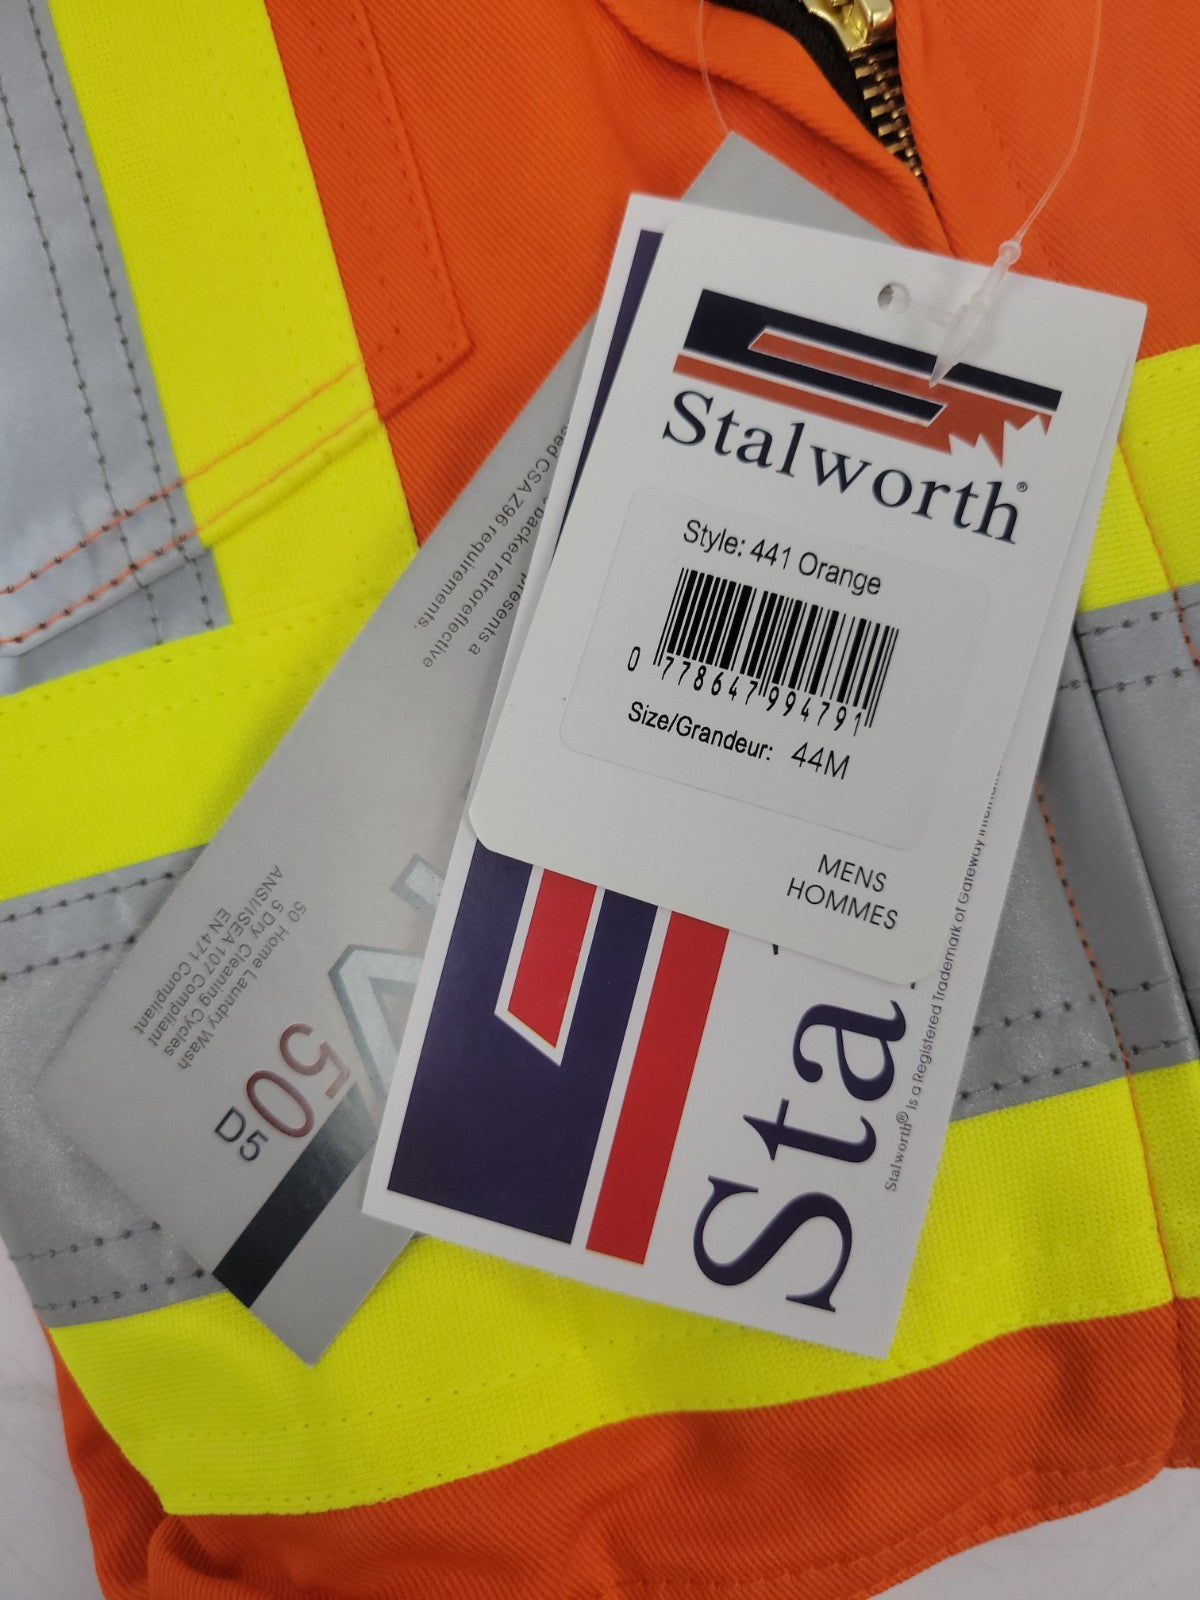 Stalworth®
Style: 441 Orange
0 778647 994791
Size/Grandeur: 44M
MENS
HOMMES
Sta
Stalworth® is a Registered Trademark of Gateway
presents a
backed retroreflective
CSA Z96 requirements.
50 Home Laundry Wash
5 Dry Cleaning Cycles
ANSI/ISEA 107 Compliant
EN 471 Compliant
50
D5